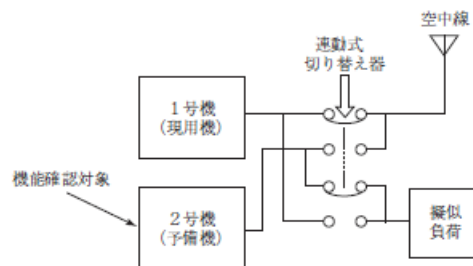 空中線
連動式
切り替え器
１号機
(現用機)
機能確認対象
２号機
(予備機)
擬似
負荷